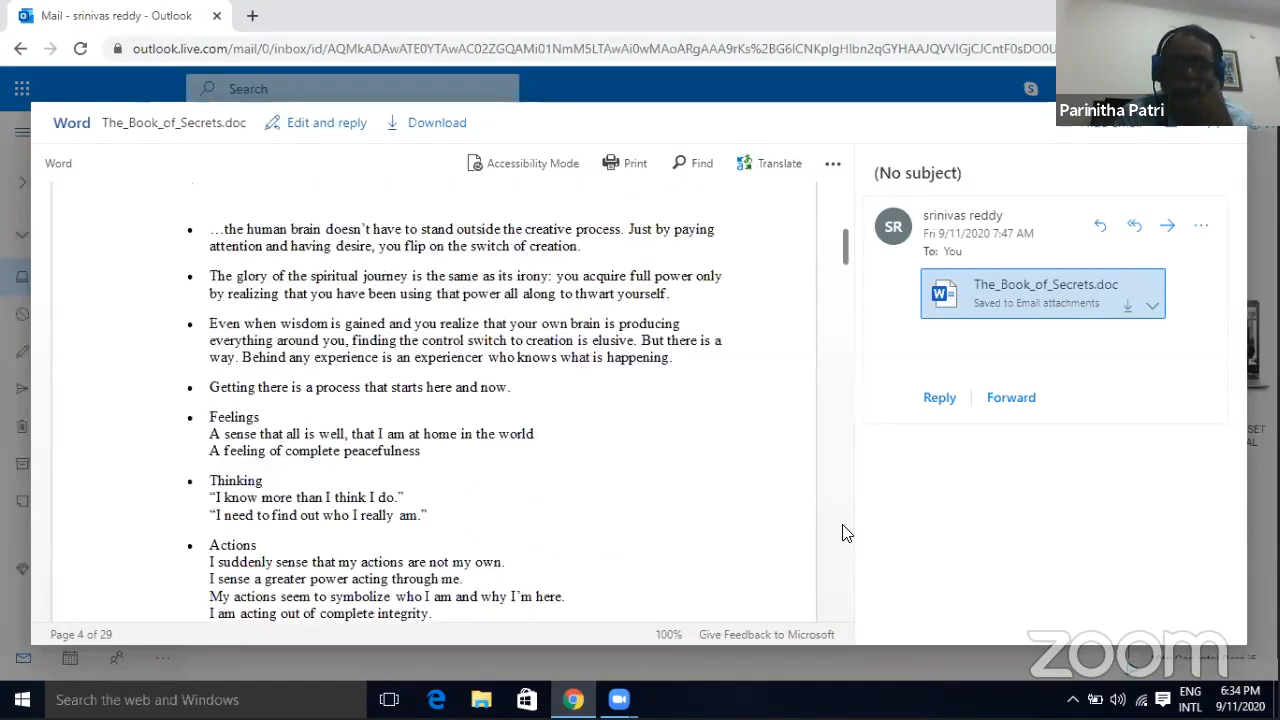 Mail - srinivas reddy - Outlook
Parinitha Patri
Search
Word The_Book_of_Secrets.doc Edit and reply Download
Word Accessibility Mode Print Find Translate
(No subject)
SR srinivas reddy
Fri 9/11/2020 7:47 AM
To: You
The_Book_of_Secrets.doc
Saved to Email attachments
Reply Forward
• …the human brain doesn’t have to stand outside the creative process. Just by paying
attention and having desire, you flip on the switch of creation.
• The glory of the spiritual journey is the same as its irony: you acquire full power only
by realizing that you have been using that power all along to thwart yourself.
• Even when wisdom is gained and you realize that your own brain is producing
everything around you, finding the control switch to creation is elusive. But there is a
way. Behind any experience is an experiencer who knows what is happening.
• Getting there is a process that starts here and now.
• Feelings
A sense that all is well, that I am at home in the world
A feeling of complete peacefulness
• Thinking
“I know more than I think I do.”
“I need to find out who I really am.”
• Actions
I suddenly sense that my actions are not my own.
I sense a greater power acting through me.
My actions seem to symbolize who I am and why I’m here.
I am acting out of complete integrity.
Page 4 of 29 100% Give Feedback to Microsoft
zoom
Search the web and Windows
ENG
INTL
6:34 PM
9/11/2020